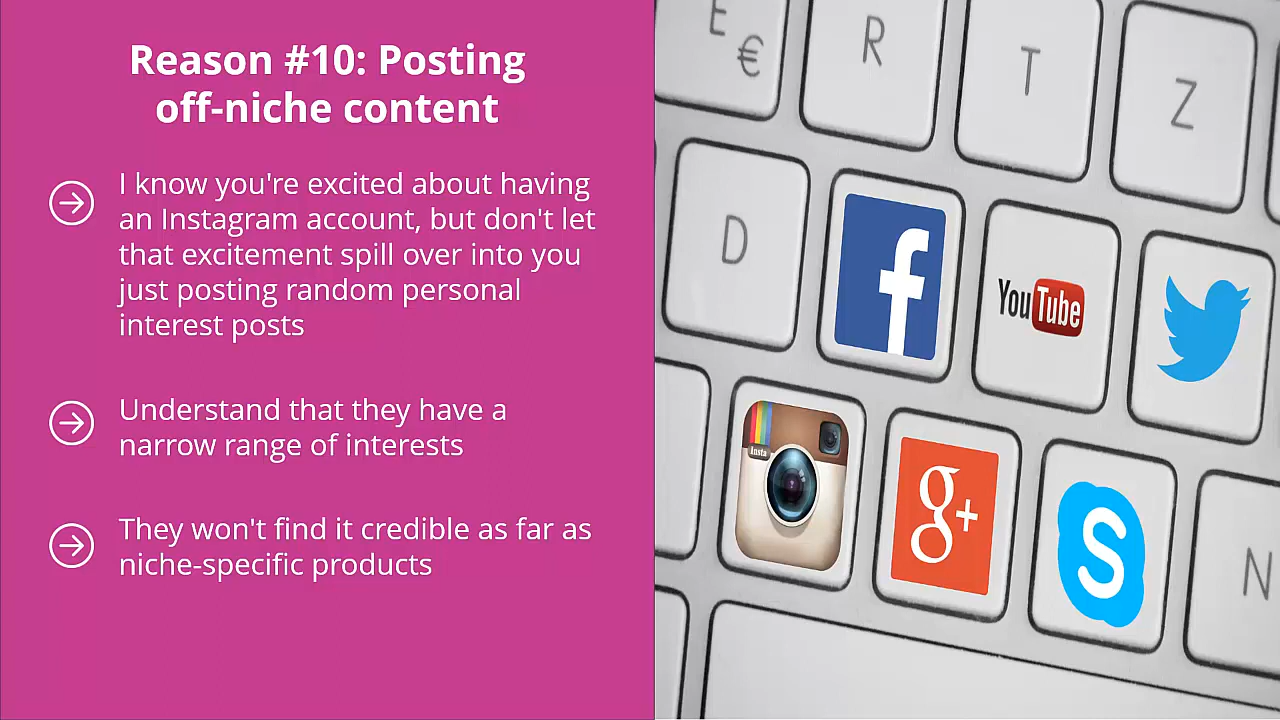 Reason #10: Posting
off-niche content
I know you're excited about having
an Instagram account, but don't let
that excitement spill over into you
just posting random personal
interest posts
Understand that they have a
narrow range of interests
They won't find it credible as far as
niche-specific products
E
€
R
T
Z
D
f
YouTube
Insta
g+
S
N